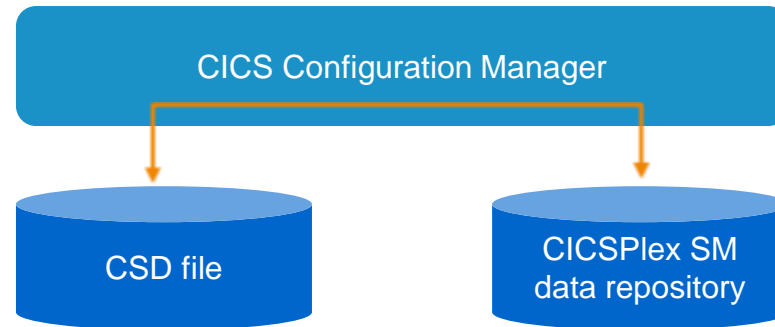 CICS Configuration Manager
CSD file
CICSPlex SM
data repository